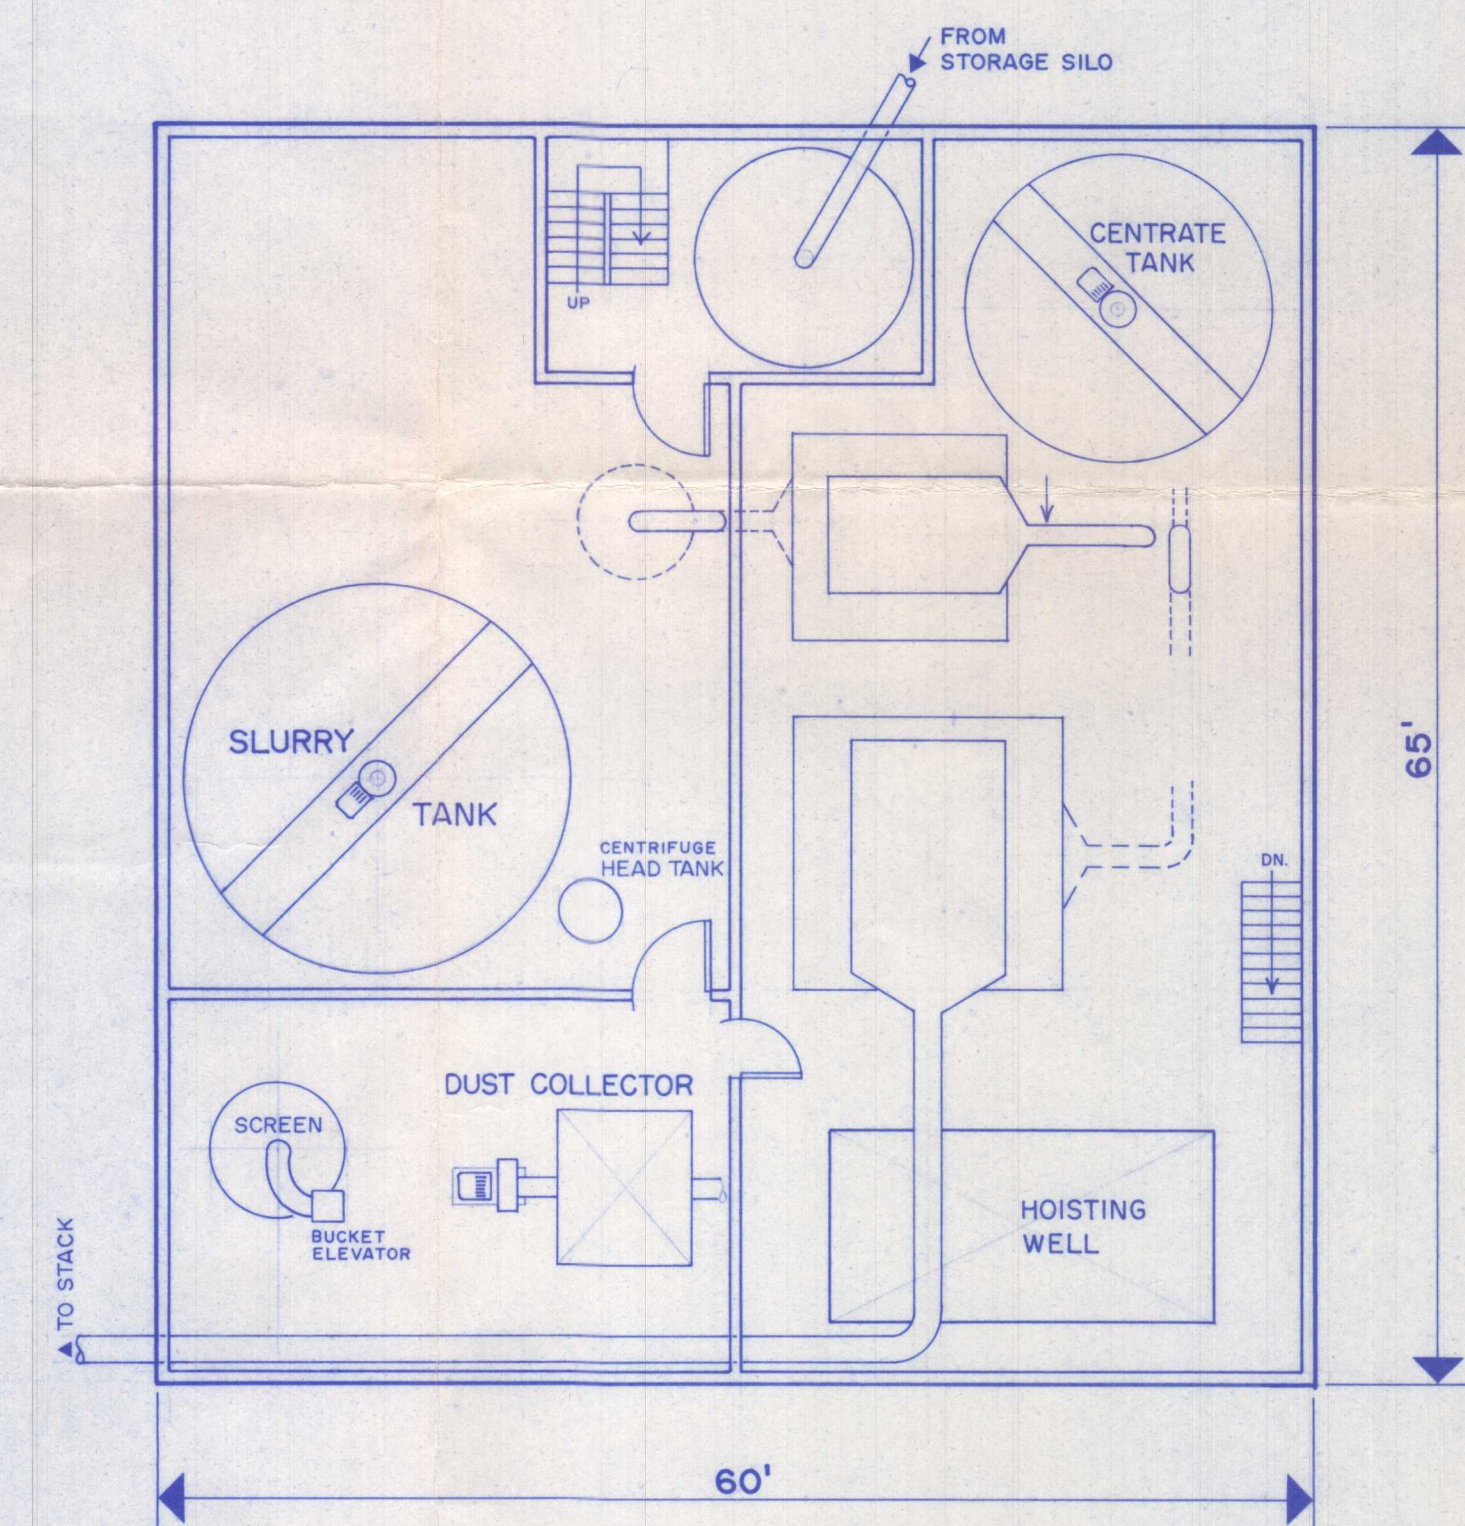 FROM
STORAGE SILO
CENTRATE
TANK
UP
SLURRY
TANK
65'
CENTRIFUGE
HEAD TANK
DN.
DUST COLLECTOR
SCREEN
BUCKET
ELEVATOR
HOISTING
WELL
TO STACK
60'